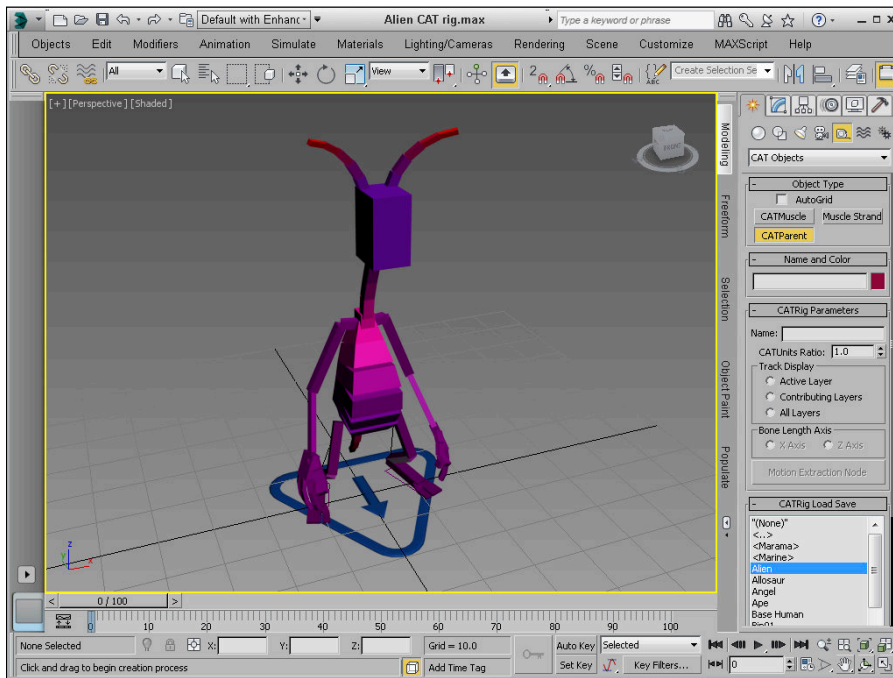 Default with Enhanc
Alien CAT rig.max
Type a keyword or phrase
Objects Edit Modifiers Animation Simulate Materials Lighting/Cameras Rendering Scene Customize MAXScript Help
All
View
2
%
ABC
Create Selection Se
[+][Perspective][Shaded]
Modeling
Freeform
Selection
Object Paint
Populate
CAT Objects
- Object Type
AutoGrid
CATMuscle Muscle Strand
CATParent
- Name and Color
- CATRig Parameters
Name:
CATUnits Ratio: 1.0
Track Display
Active Layer
Contributing Layers
All Layers
Bone Length Axis
X Axis Z Axis
Motion Extraction Node
- CATRig Load Save
"(None)"
<..>
<Marama>
<Marine>
Alien
Allosaur
Angel
Ape
Base Human
z
y
x
< 0 / 100 >
0 10 20 30 40 50 60 70 80 90 100
None Selected X: Y: Z: Grid = 10.0 Auto Key Selected
Click and drag to begin creation process Add Time Tag Set Key Key Filters... 0